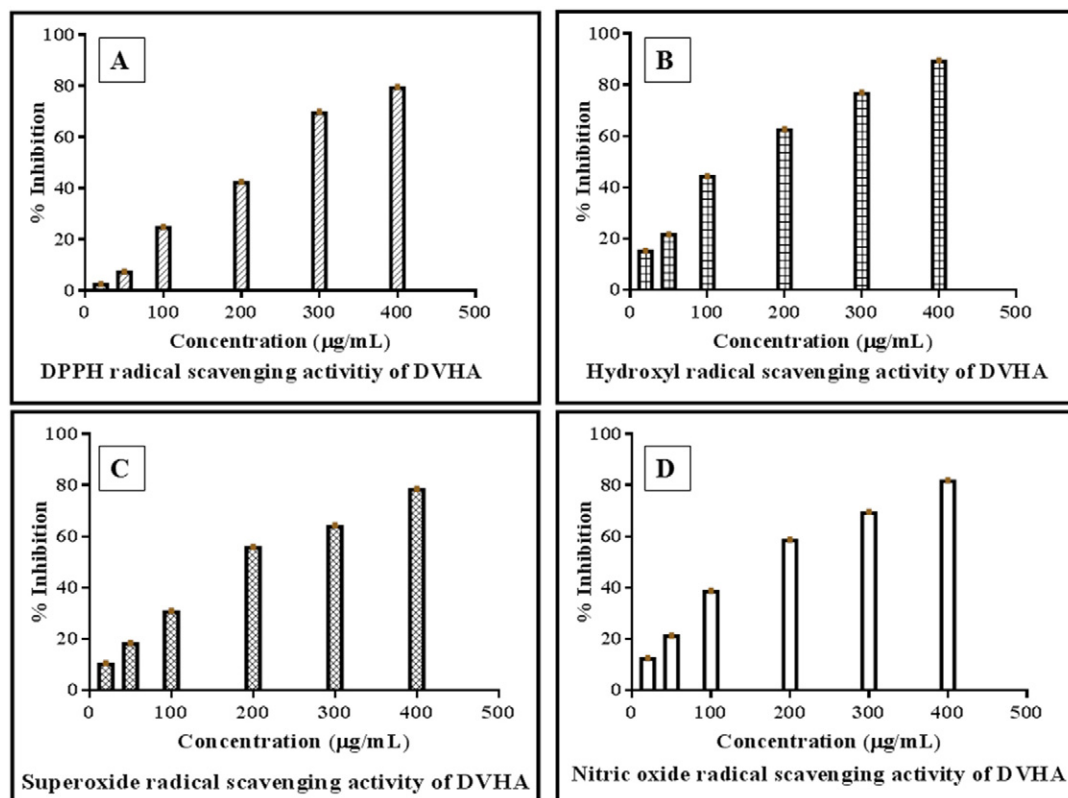 A
% Inhibition
100
80
60
40
20
0
0 100 200 300 400 500
Concentration (µg/mL)
DPPH radical scavenging activitiy of DVHA
B
% Inhibition
100
80
60
40
20
0
0 100 200 300 400 500
Concentration (µg/mL)
Hydroxyl radical scavenging activity of DVHA
C
% Inhibition
100
80
60
40
20
0
0 100 200 300 400 500
Concentration (µg/mL)
Superoxide radical scavenging activity of DVHA
D
% Inhibition
100
80
60
40
20
0
0 100 200 300 400 500
Concentration (µg/mL)
Nitric oxide radical scavenging activity of DVHA